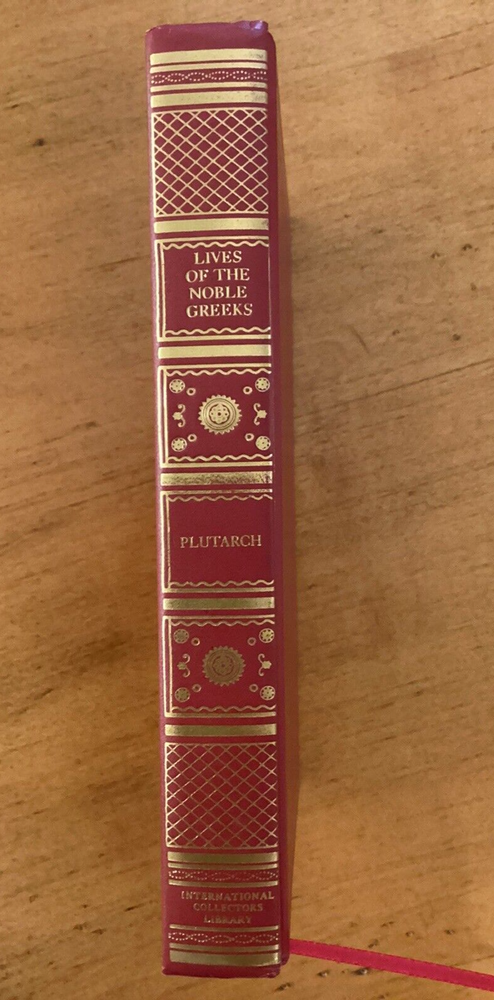 LIVES
OF THE
NOBLE
GREEKS
PLUTARCH
INTERNATIONAL
COLLECTORS
LIBRARY